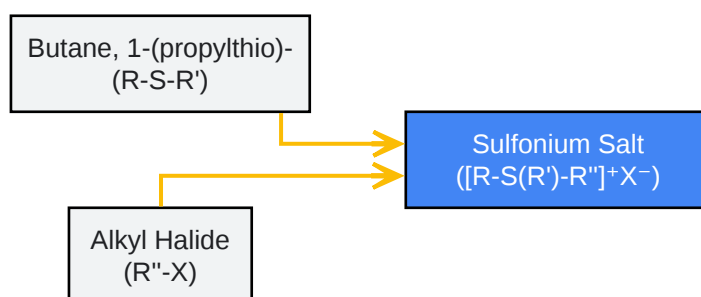 Butane, 1-(propylthio)-
(R-S-R')
Sulfonium Salt
([R-S(R')-R"]⁺X⁻)
Alkyl Halide
(R"-X)